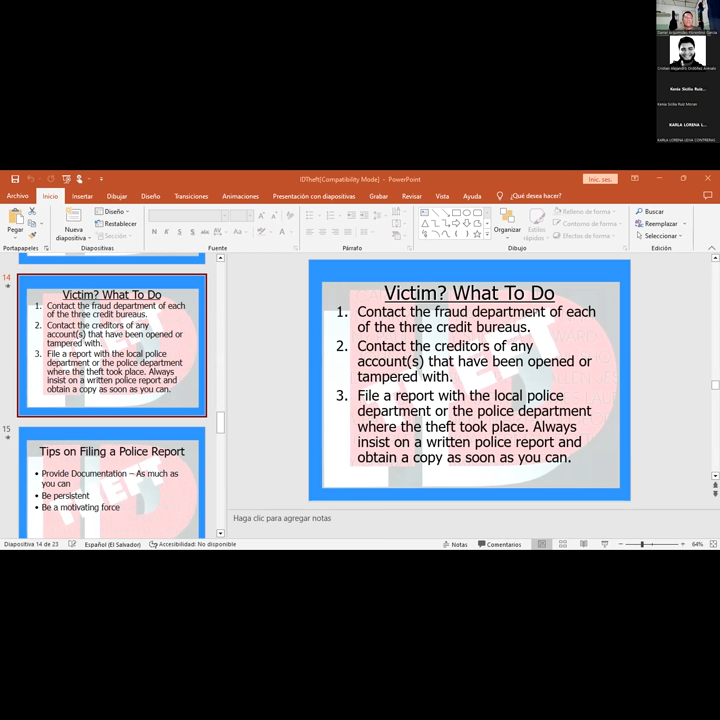 Kenia Sicilia Ruiz...
Kenia Sicilia Ruiz Moran
KARLA LORENA L...
KARLA LORENA LEIVA CONTRERAS
IDTheft[Compatibility Mode] - PowerPoint
Inic. ses.
Archivo Inicio Insertar Dibujar Diseño Transiciones Animaciones Presentación con diapositivas Grabar Revisar Vista Ayuda ¿Qué desea hacer?
Pegar
Nueva diapositiva
Diseño
Restablecer
Sección
Organizar
Estilos rápidos
Relleno de forma
Contorno de forma
Efectos de forma
Buscar
Reemplazar
Seleccionar
Portapapeles Diapositivas Fuente Párrafo Dibujo Edición
14
Victim? What To Do
1. Contact the fraud department of each
of the three credit bureaus.
2. Contact the creditors of any
account(s) that have been opened or
tampered with.
3. File a report with the local police
department or the police department
where the theft took place. Always
insist on a written police report and
obtain a copy as soon as you can.
15
Tips on Filing a Police Report
• Provide Documentation – As much as
you can
• Be persistent
• Be a motivating force
Victim? What To Do
1. Contact the fraud department of each
of the three credit bureaus.
2. Contact the creditors of any
account(s) that have been opened or
tampered with.
3. File a report with the local police
department or the police department
where the theft took place. Always
insist on a written police report and
obtain a copy as soon as you can.
Haga clic para agregar notas
Diapositiva 14 de 23 Español (El Salvador) Accesibilidad: No disponible Notas Comentarios 64%